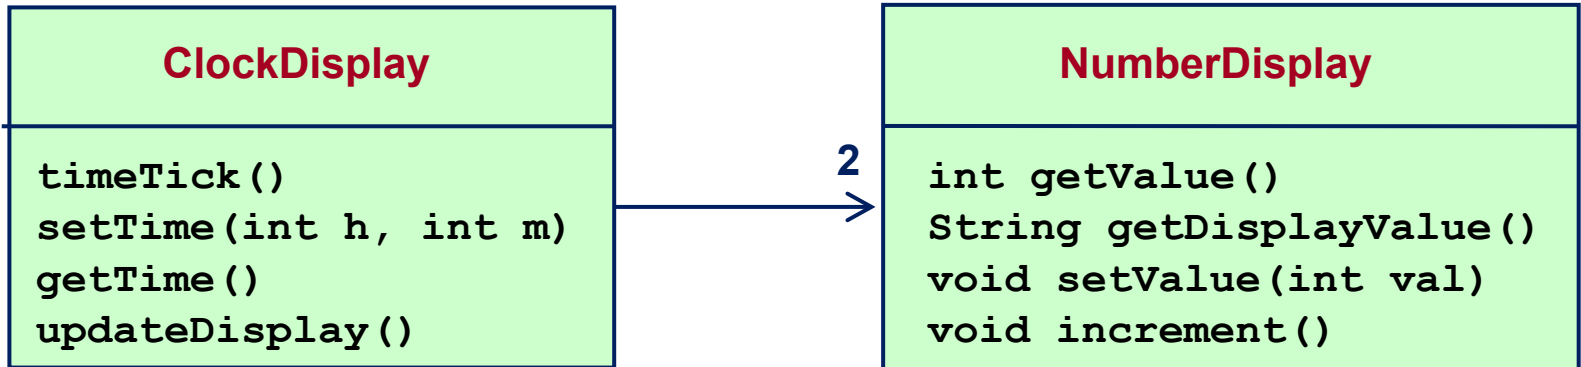 ClockDisplay
timeTick()
setTime(int h, int m)
getTime()
updateDisplay()
2
NumberDisplay
int getValue()
String getDisplayValue()
void setValue(int val)
void increment()